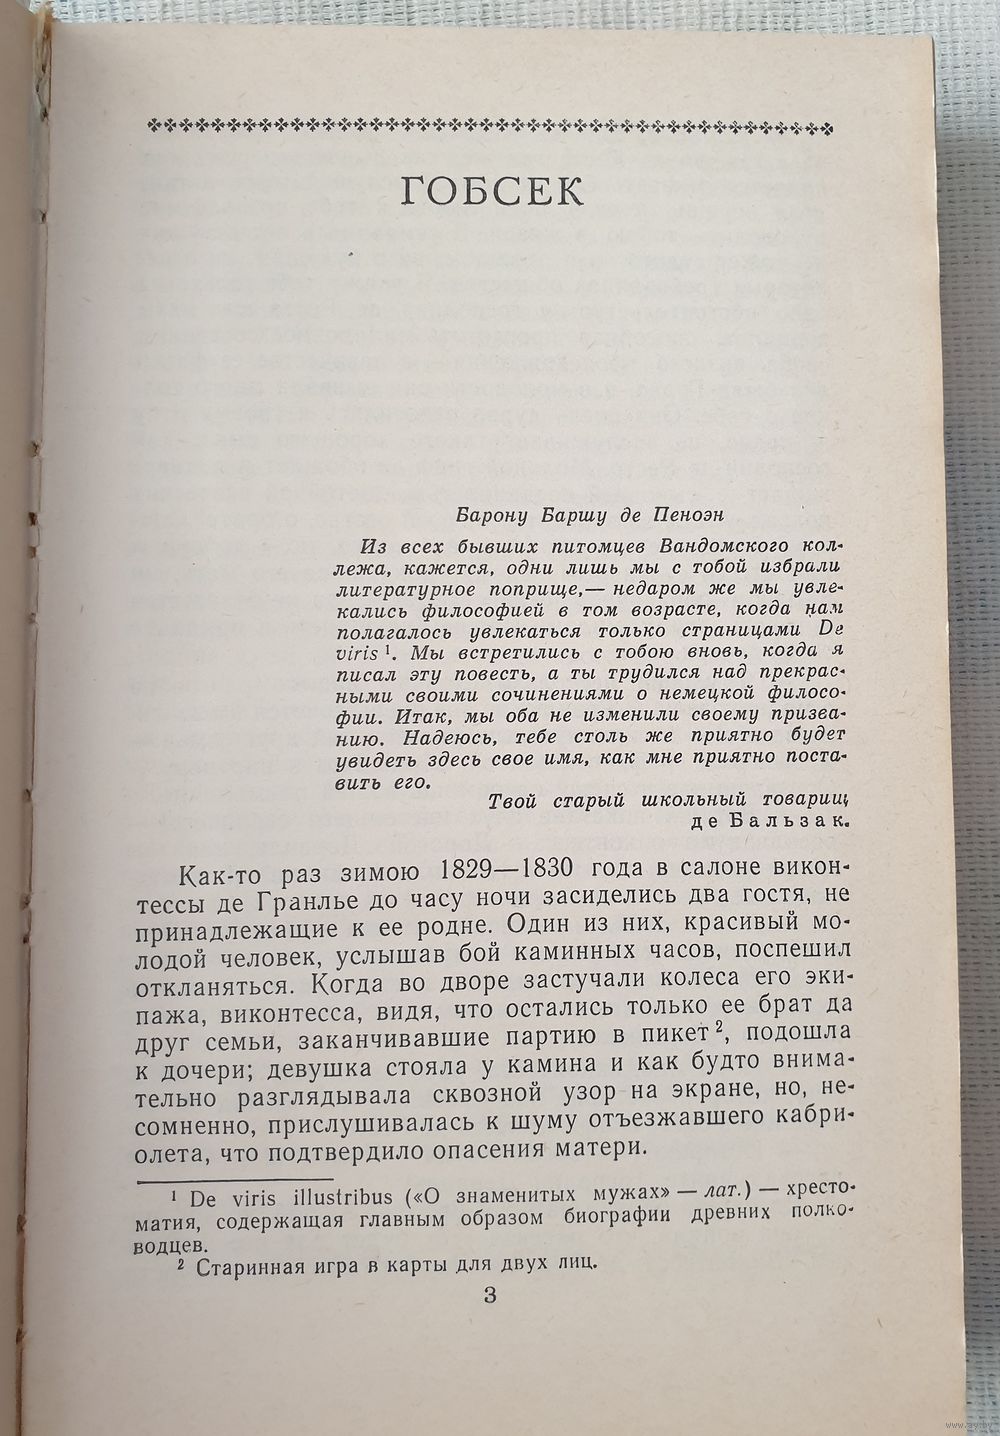 ГОБСЕК
Барону Баршу де Пеноэн
Из всех бывших питомцев Вандомского кол-
лежа, кажется, одни лишь мы с тобой избрали
литературное поприще,— недаром же мы увле-
кались философией в том возрасте, когда нам
полагалось увлекаться только страницами De
viris ¹. Мы встретились с тобою вновь, когда я
писал эту повесть, а ты трудился над прекрас-
ными своими сочинениями о немецкой филосо-
фии. Итак, мы оба не изменили своему призва-
нию. Надеюсь, тебе столь же приятно будет
увидеть здесь свое имя, как мне приятно поста-
вить его.
Твой старый школьный товарищ
де Бальзак.
Как-то раз зимою 1829—1830 года в салоне викон-
тессы де Гранлье до часу ночи засиделись два гостя, не
принадлежащие к ее родне. Один из них, красивый мо-
лодой человек, услышав бой каминных часов, поспешил
откланяться. Когда во дворе застучали колеса его эки-
пажа, виконтесса, видя, что остались только ее брат да
друг семьи, заканчивавшие партию в пикет ², подошла
к дочери; девушка стояла у камина и как будто внима-
тельно разглядывала сквозной узор на экране, но, не-
сомненно, прислушивалась к шуму отъезжавшего кабри-
олета, что подтвердило опасения матери.
¹ De viris illustribus («О знаменитых мужах» — лат.) — хресто-
матия, содержащая главным образом биографии древних полко-
водцев.
² Старинная игра в карты для двух лиц.
3
www.ay.by